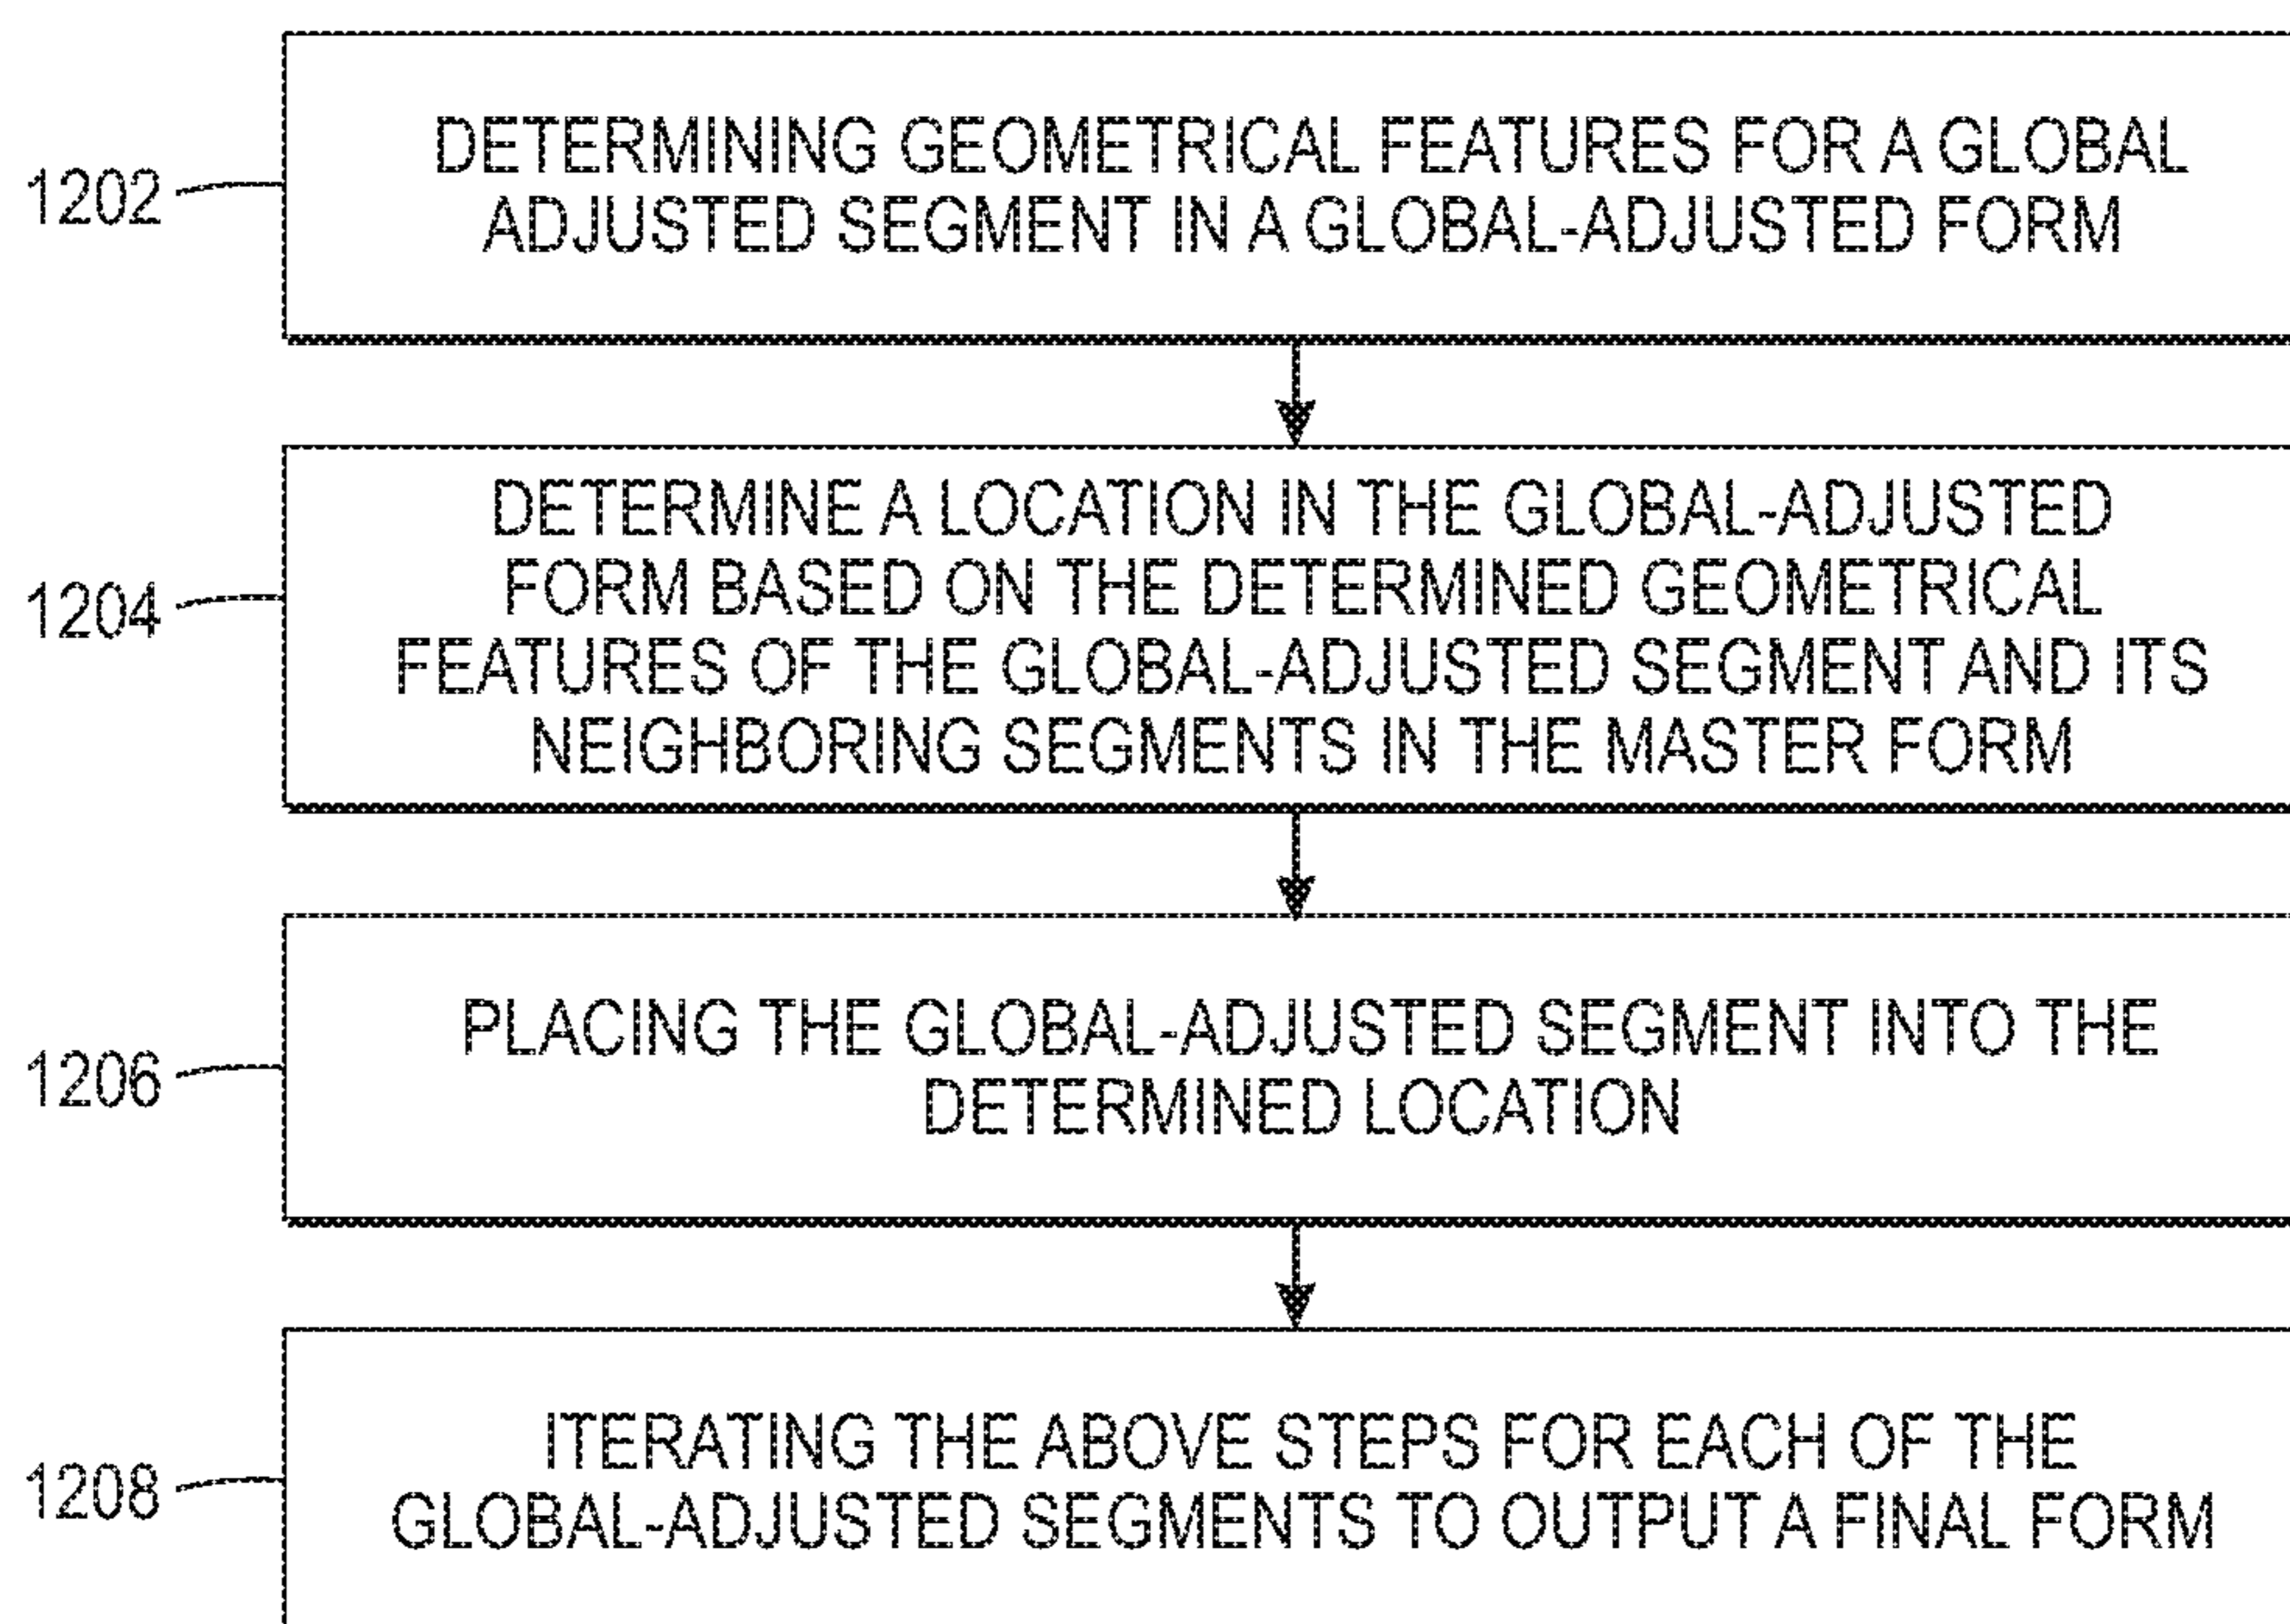 1202
DETERMINING GEOMETRICAL FEATURES FOR A GLOBAL
ADJUSTED SEGMENT IN A GLOBAL-ADJUSTED FORM
1204
DETERMINE A LOCATION IN THE GLOBAL-ADJUSTED
FORM BASED ON THE DETERMINED GEOMETRICAL
FEATURES OF THE GLOBAL-ADJUSTED SEGMENT AND ITS
NEIGHBORING SEGMENTS IN THE MASTER FORM
1206
PLACING THE GLOBAL-ADJUSTED SEGMENT INTO THE
DETERMINED LOCATION
1208
ITERATING THE ABOVE STEPS FOR EACH OF THE
GLOBAL-ADJUSTED SEGMENTS TO OUTPUT A FINAL FORM